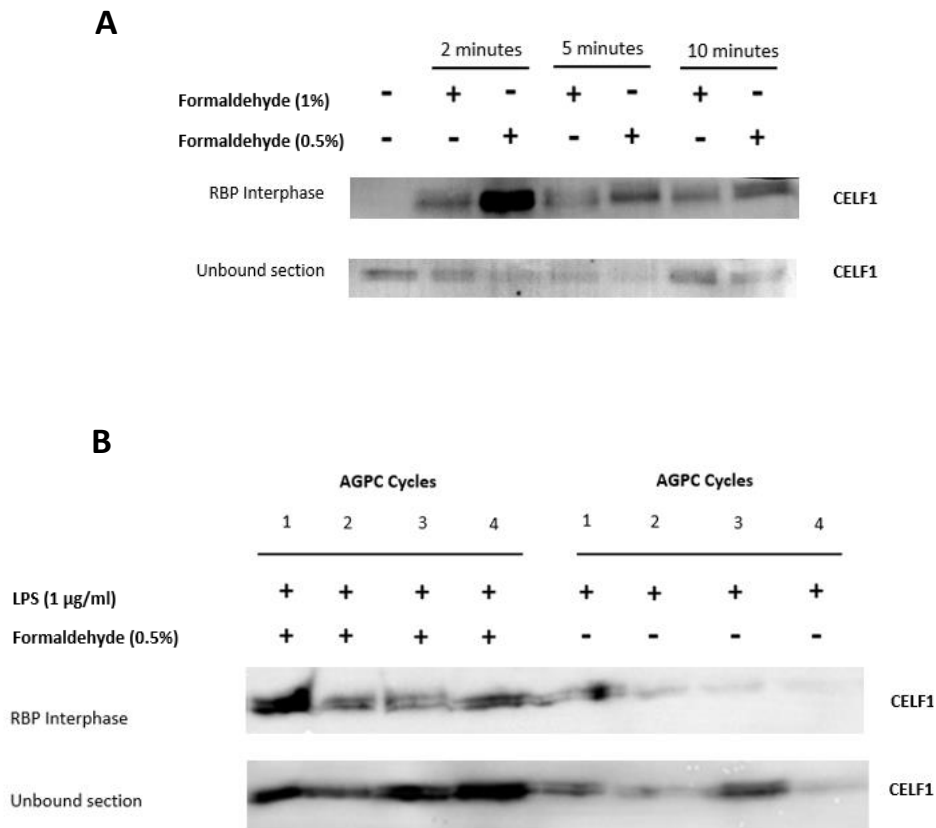 A
2 minutes 5 minutes 10 minutes
Formaldehyde (1%) - + - + - + -
Formaldehyde (0.5%) - - + - + - +
RBP Interphase CELF1
Unbound section CELF1
B
AGPC Cycles AGPC Cycles
1 2 3 4 1 2 3 4
LPS (1 µg/ml) + + + + + + + +
Formaldehyde (0.5%) + + + + - - - -
RBP Interphase CELF1
Unbound section CELF1